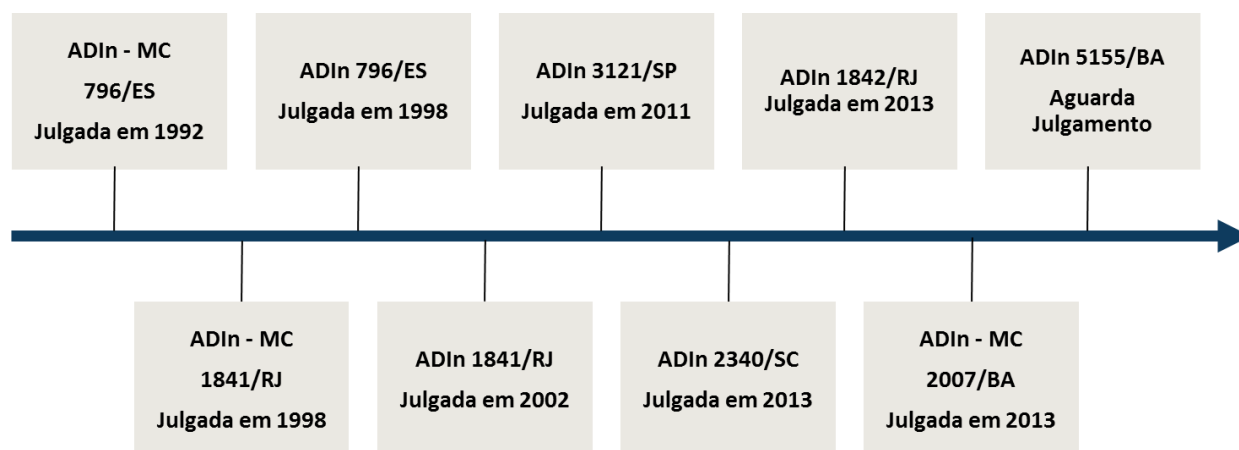 ADIn - MC
796/ES
Julgada em 1992
ADIn 796/ES
Julgada em 1998
ADIn 3121/SP
Julgada em 2011
ADIn 1842/RJ
Julgada em 2013
ADIn 5155/BA
Aguarda
Julgamento
ADIn - MC
1841/RJ
Julgada em 1998
ADIn 1841/RJ
Julgada em 2002
ADIn 2340/SC
Julgada em 2013
ADIn - MC
2007/BA
Julgada em 2013